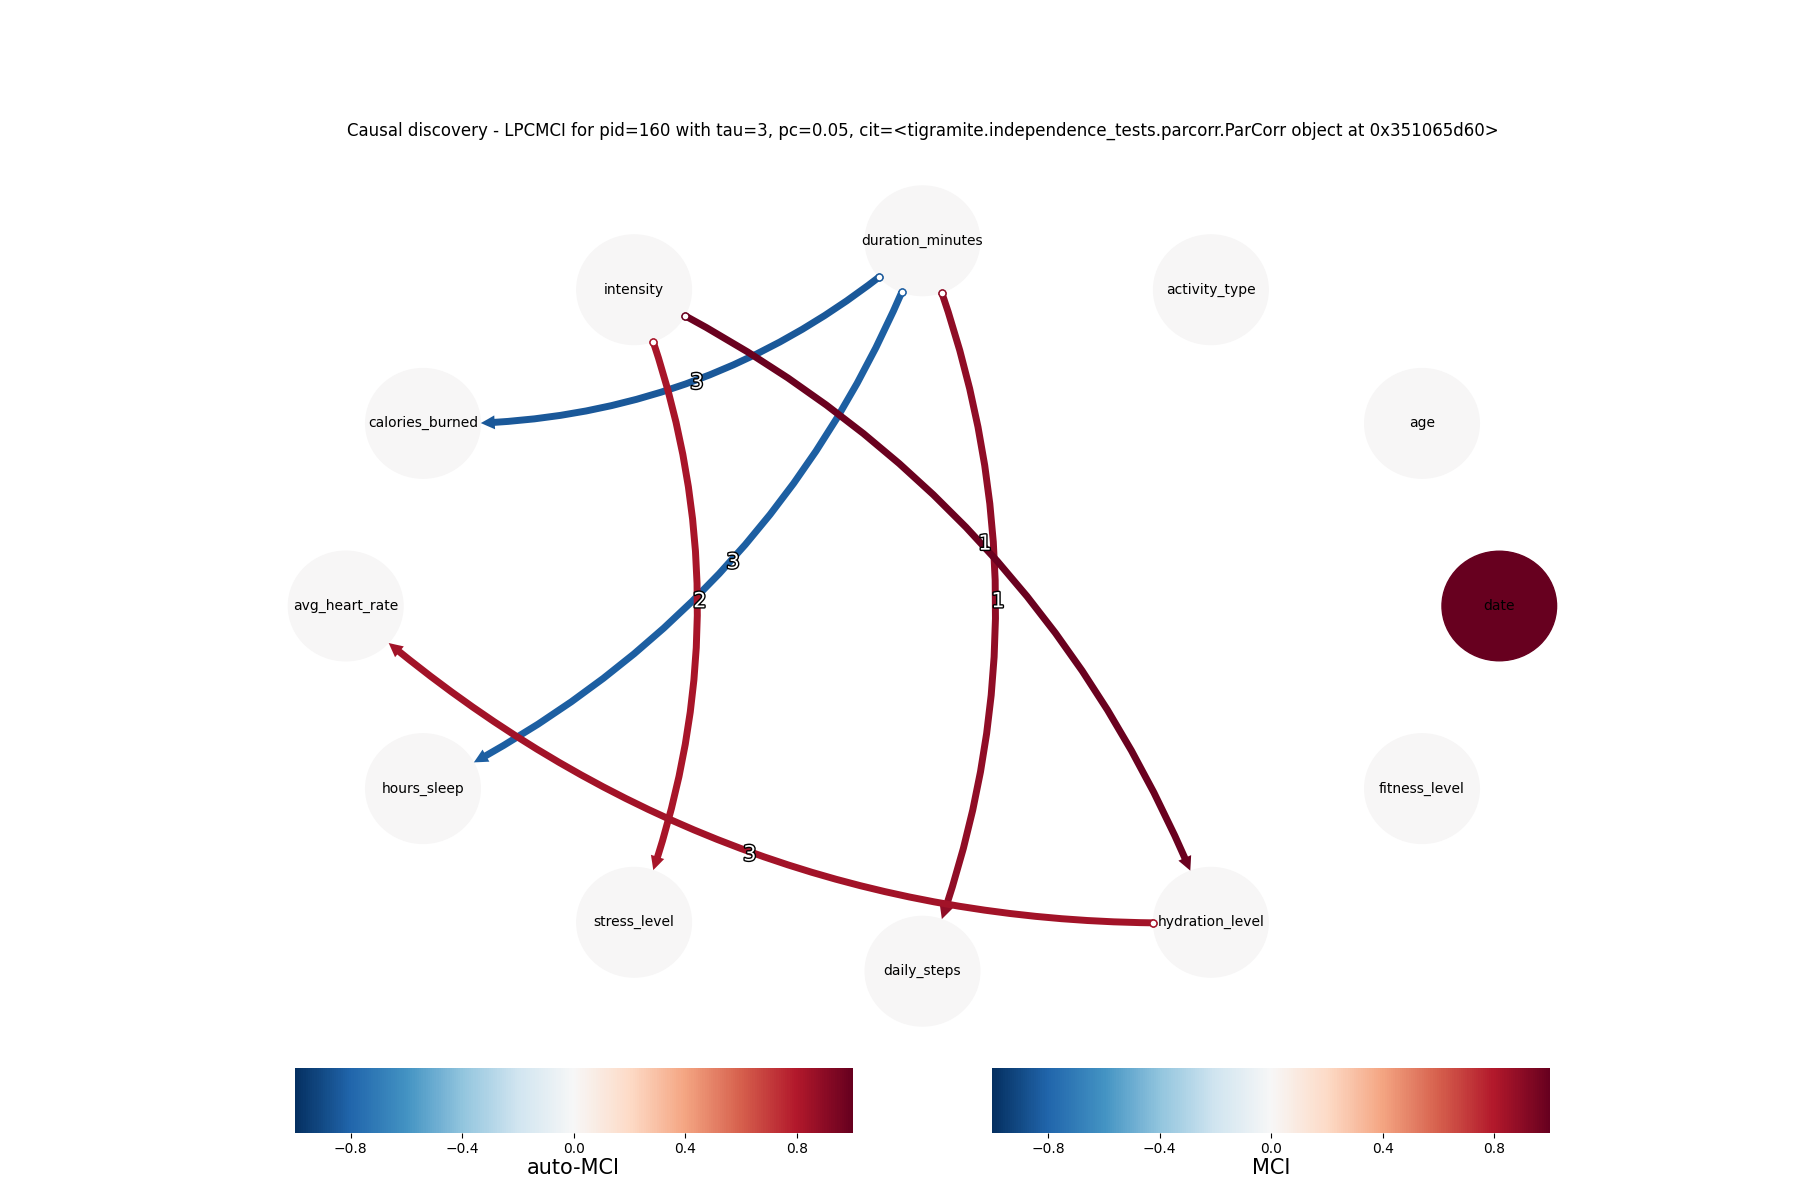 Causal discovery - LPCMCI for pid=160 with tau=3, pc=0.05, cit=<tigramite.independence_tests.parcorr.ParCorr object at 0x351065d60>
duration_minutes
intensity
activity_type
3
calories_burned
age
1
3
2
1
avg_heart_rate
date
hours_sleep
fitness_level
3
stress_level
hydration_level
daily_steps
−0.8 −0.4 0.0 0.4 0.8
auto-MCI
−0.8 −0.4 0.0 0.4 0.8
MCI